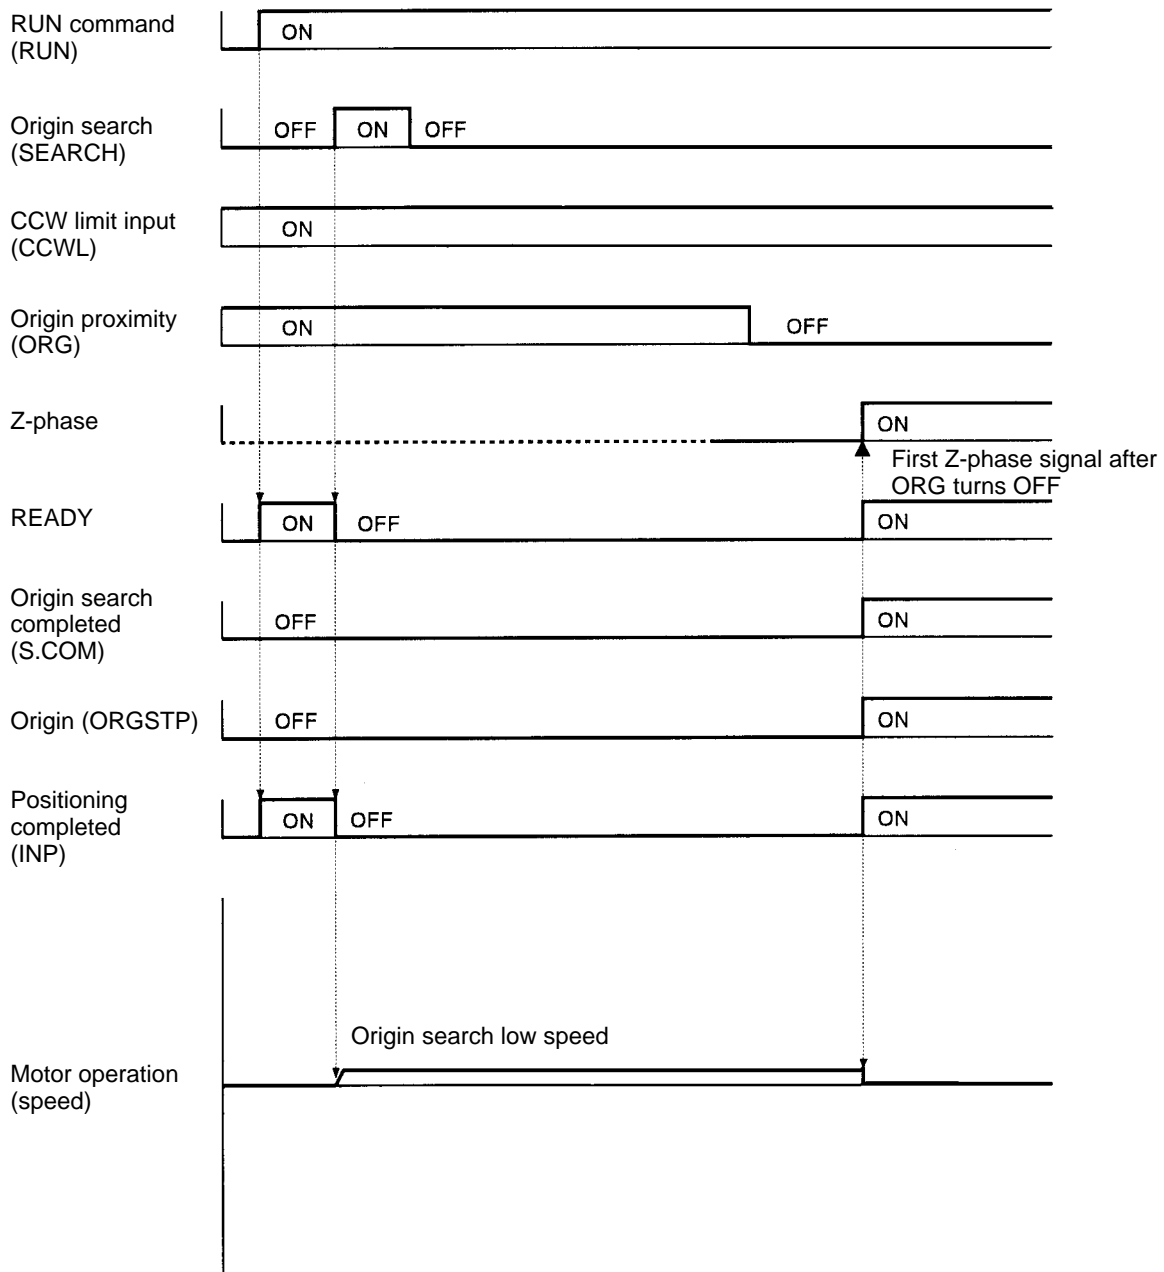 RUN command
(RUN)
ON
Origin search
(SEARCH)
OFF ON OFF
CCW limit input
(CCWL)
ON
Origin proximity
(ORG)
ON OFF
Z-phase
ON
First Z-phase signal after
ORG turns OFF
READY
ON OFF ON
Origin search
completed
(S.COM)
OFF ON
Origin (ORGSTP)
OFF ON
Positioning
completed
(INP)
ON OFF ON
Origin search low speed
Motor operation
(speed)